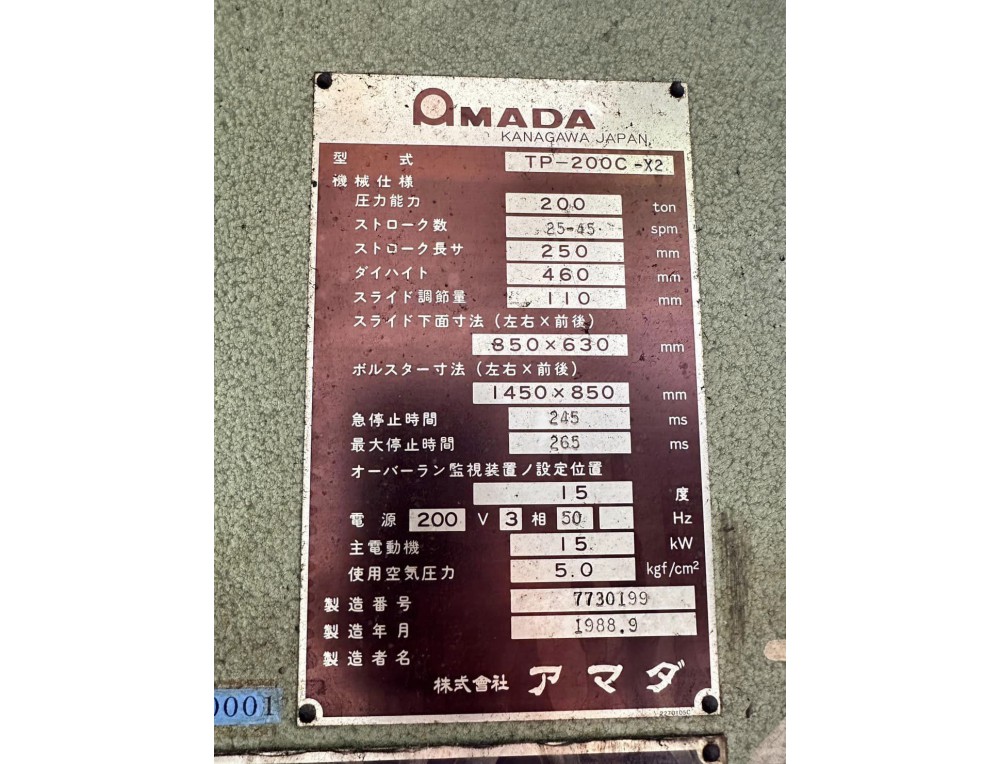 AMADA
KANAGAWA JAPAN
型式 TP-200C-X2
機械仕様
圧力能力 200 ton
ストローク数 25-45 spm
ストローク長サ 250 mm
ダイハイト 460 mm
スライド調節量 110 mm
スライド下面寸法(左右×前後)
850×630 mm
ボルスター寸法(左右×前後)
1450×850 mm
急停止時間 245 ms
最大停止時間 265 ms
オーバーラン監視装置ノ設定位置
15 度
電源 200 V 3 相 50 Hz
主電動機 15 kW
使用空気圧力 5.0 kgf/cm²
製造番号 7730199
製造年月 1988.9
製造者名
株式會社 アマダ
0001